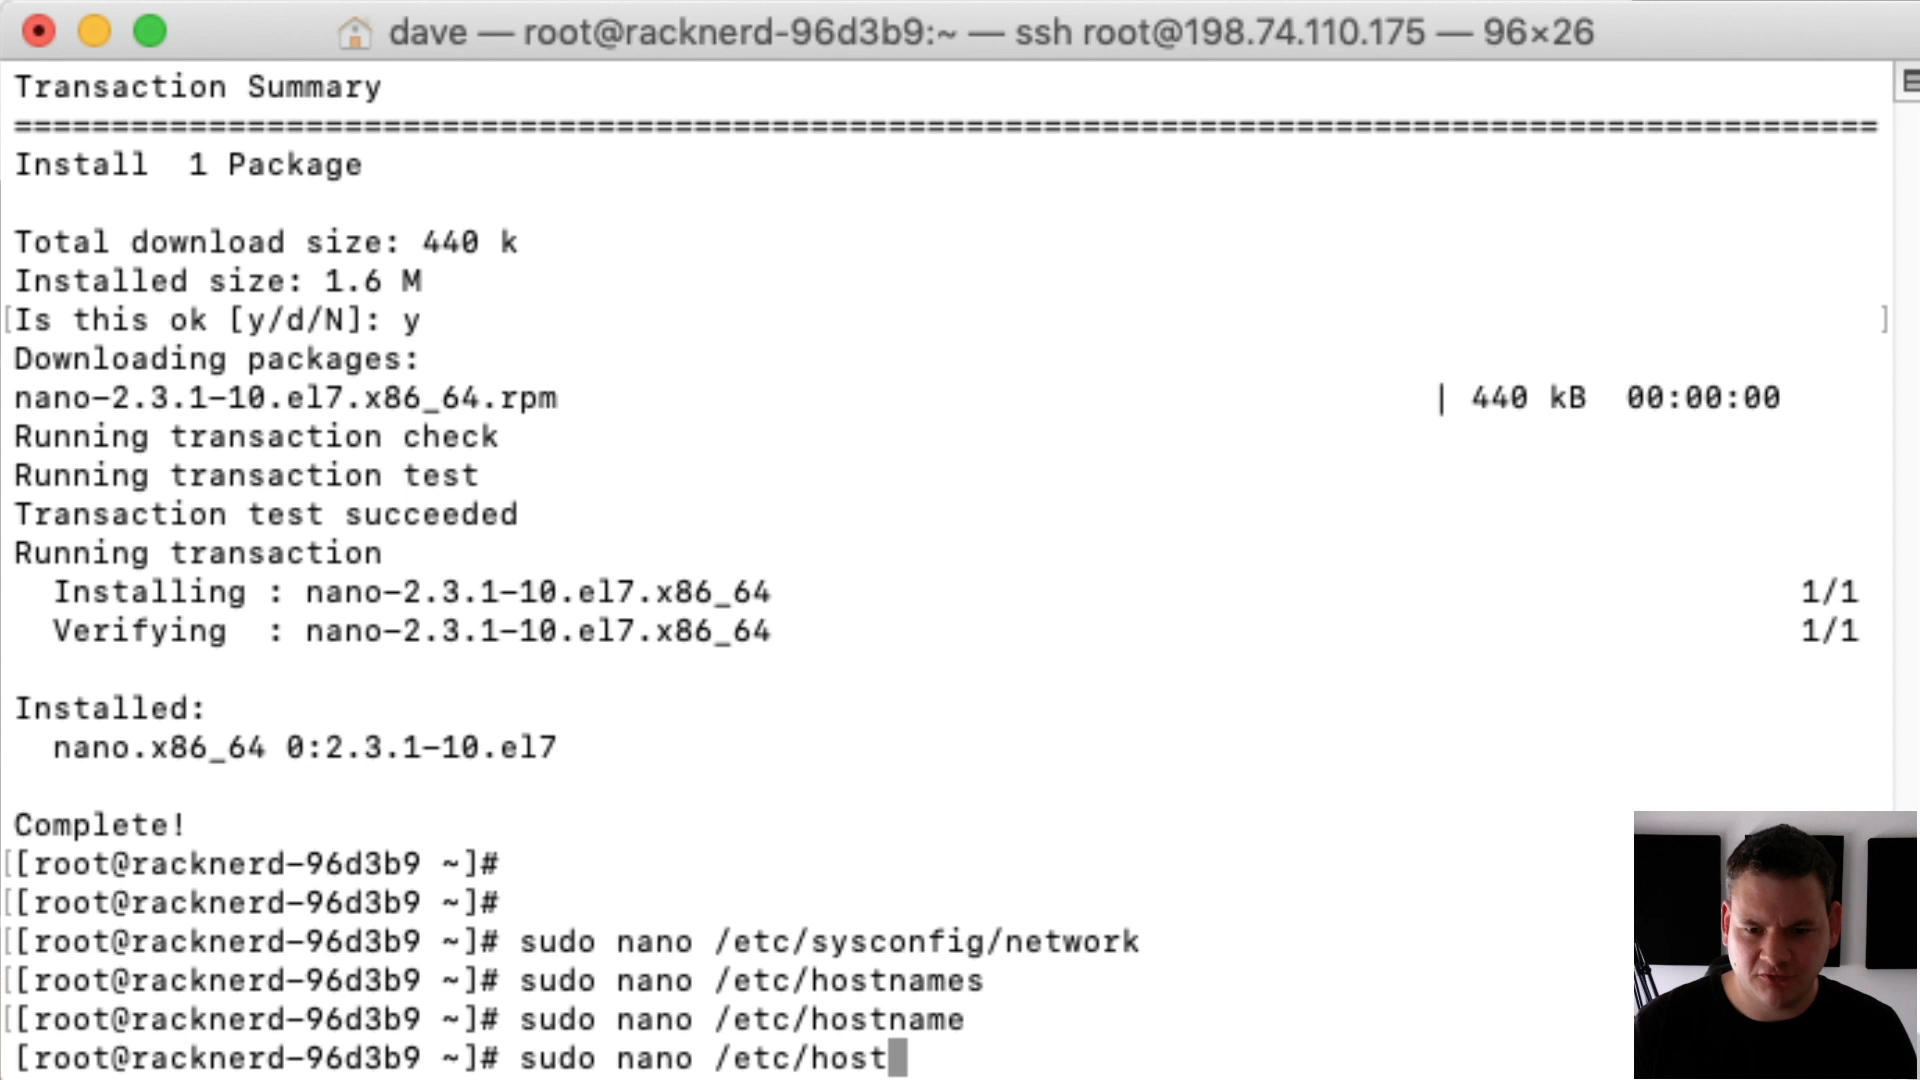 dave — root@racknerd-96d3b9:~ — ssh root@198.74.110.175 — 96×26
Transaction Summary
================================================================================================
Install  1 Package
Total download size: 440 k
Installed size: 1.6 M
[Is this ok [y/d/N]: y ]
Downloading packages:
nano-2.3.1-10.el7.x86_64.rpm | 440 kB  00:00:00
Running transaction check
Running transaction test
Transaction test succeeded
Running transaction
Installing : nano-2.3.1-10.el7.x86_64 1/1
Verifying  : nano-2.3.1-10.el7.x86_64 1/1
Installed:
nano.x86_64 0:2.3.1-10.el7
Complete!
[[root@racknerd-96d3b9 ~]#
[[root@racknerd-96d3b9 ~]#
[[root@racknerd-96d3b9 ~]# sudo nano /etc/sysconfig/network
[[root@racknerd-96d3b9 ~]# sudo nano /etc/hostnames
[[root@racknerd-96d3b9 ~]# sudo nano /etc/hostname
[root@racknerd-96d3b9 ~]# sudo nano /etc/host